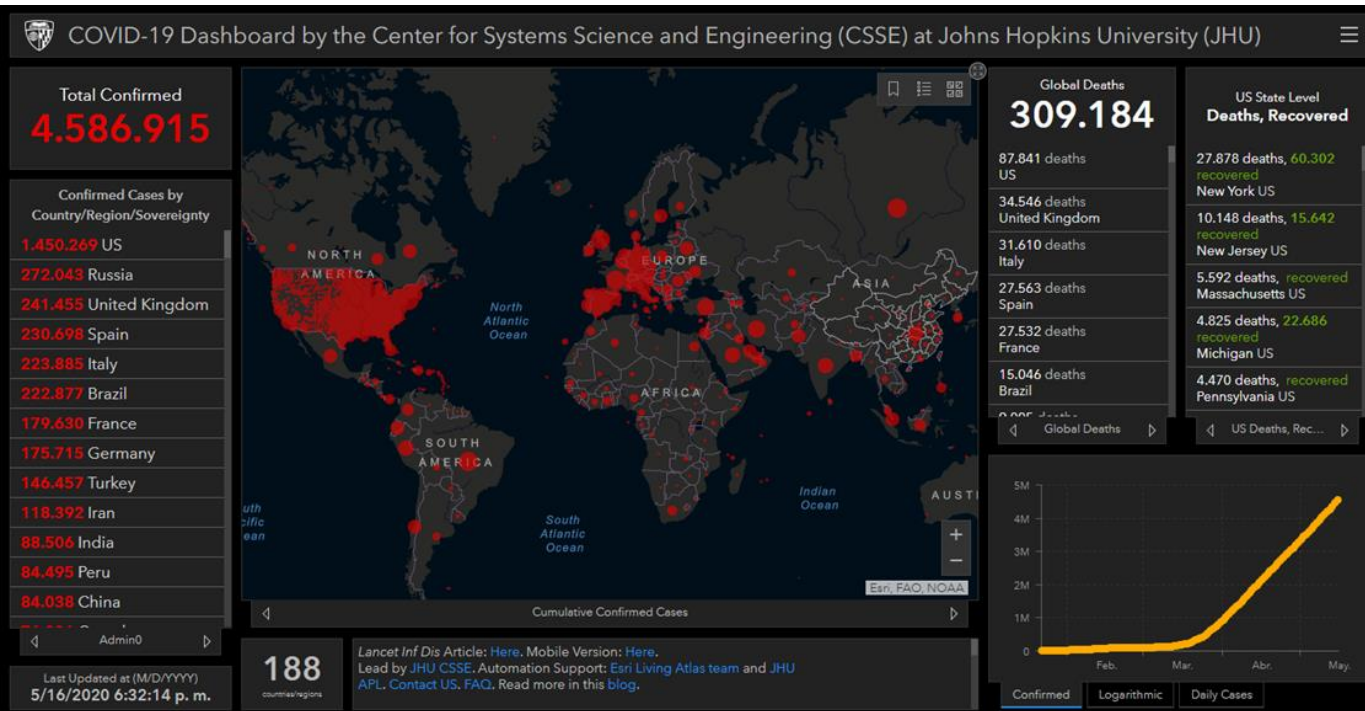 COVID-19 Dashboard by the Center for Systems Science and Engineering (CSSE) at Johns Hopkins University (JHU)
Total Confirmed
4.586.915
Confirmed Cases by
Country/Region/Sovereignty
1.450.269 US
272.043 Russia
241.455 United Kingdom
230.698 Spain
223.885 Italy
222.877 Brazil
179.630 France
175.715 Germany
146.457 Turkey
118.392 Iran
88.506 India
84.495 Peru
84.038 China
Admin0
Last Updated at (M/D/YYYY)
5/16/2020 6:32:14 p. m.
NORTH
AMERICA
North
Atlantic
Ocean
EUROPE
ASIA
AFRICA
SOUTH
AMERICA
South
Atlantic
Ocean
Indian
Ocean
AUST
uth
cific
ean
+
−
Esri, FAO, NOAA
Cumulative Confirmed Cases
188
countries/regions
Lancet Inf Dis Article: Here. Mobile Version: Here.
Lead by JHU CSSE. Automation Support: Esri Living Atlas team and JHU
APL. Contact US. FAQ. Read more in this blog.
Global Deaths
309.184
87.841 deaths
US
34.546 deaths
United Kingdom
31.610 deaths
Italy
27.563 deaths
Spain
27.532 deaths
France
15.046 deaths
Brazil
Global Deaths
US State Level
Deaths, Recovered
27.878 deaths, 60.302
recovered
New York US
10.148 deaths, 15.642
recovered
New Jersey US
5.592 deaths, recovered
Massachusetts US
4.825 deaths, 22.686
recovered
Michigan US
4.470 deaths, recovered
Pennsylvania US
US Deaths, Rec...
5M
4M
3M
2M
1M
0
Feb. Mar. Abr. May.
Confirmed Logarithmic Daily Cases